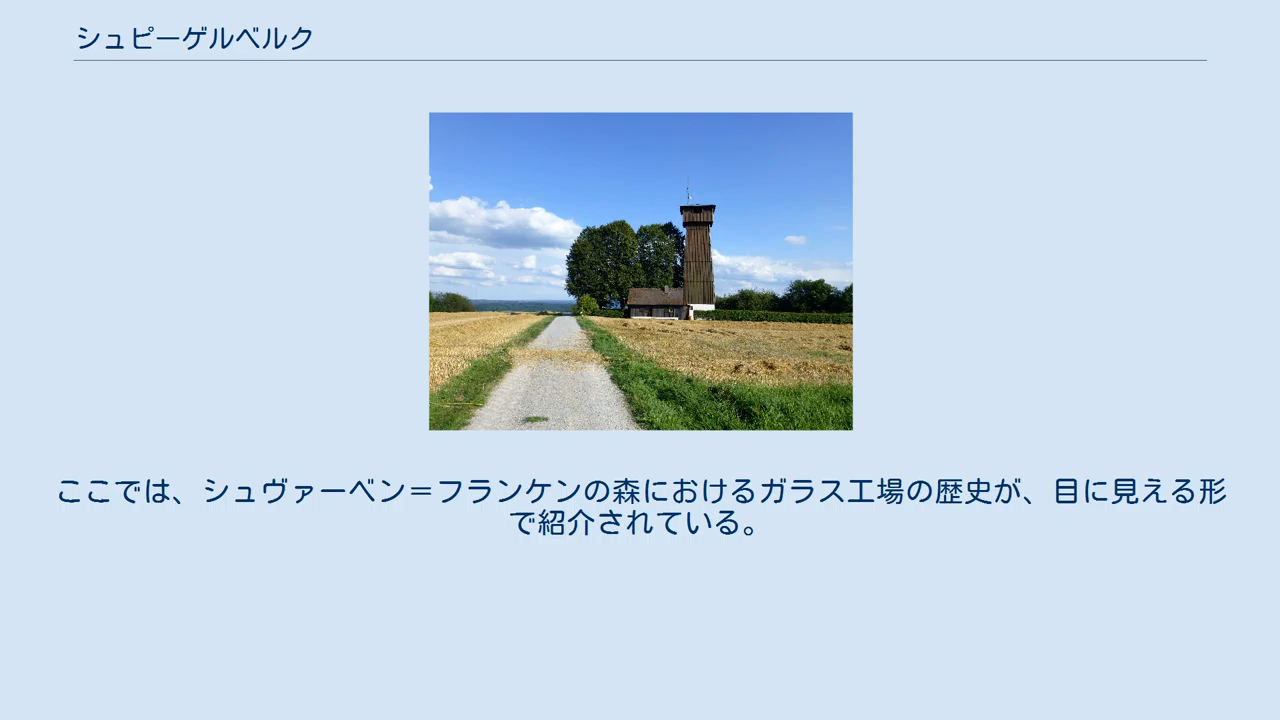 シュピーゲルベルク
ここでは、シュヴァーベン＝フランケンの森におけるガラス工場の歴史が、目に見える形
で紹介されている。